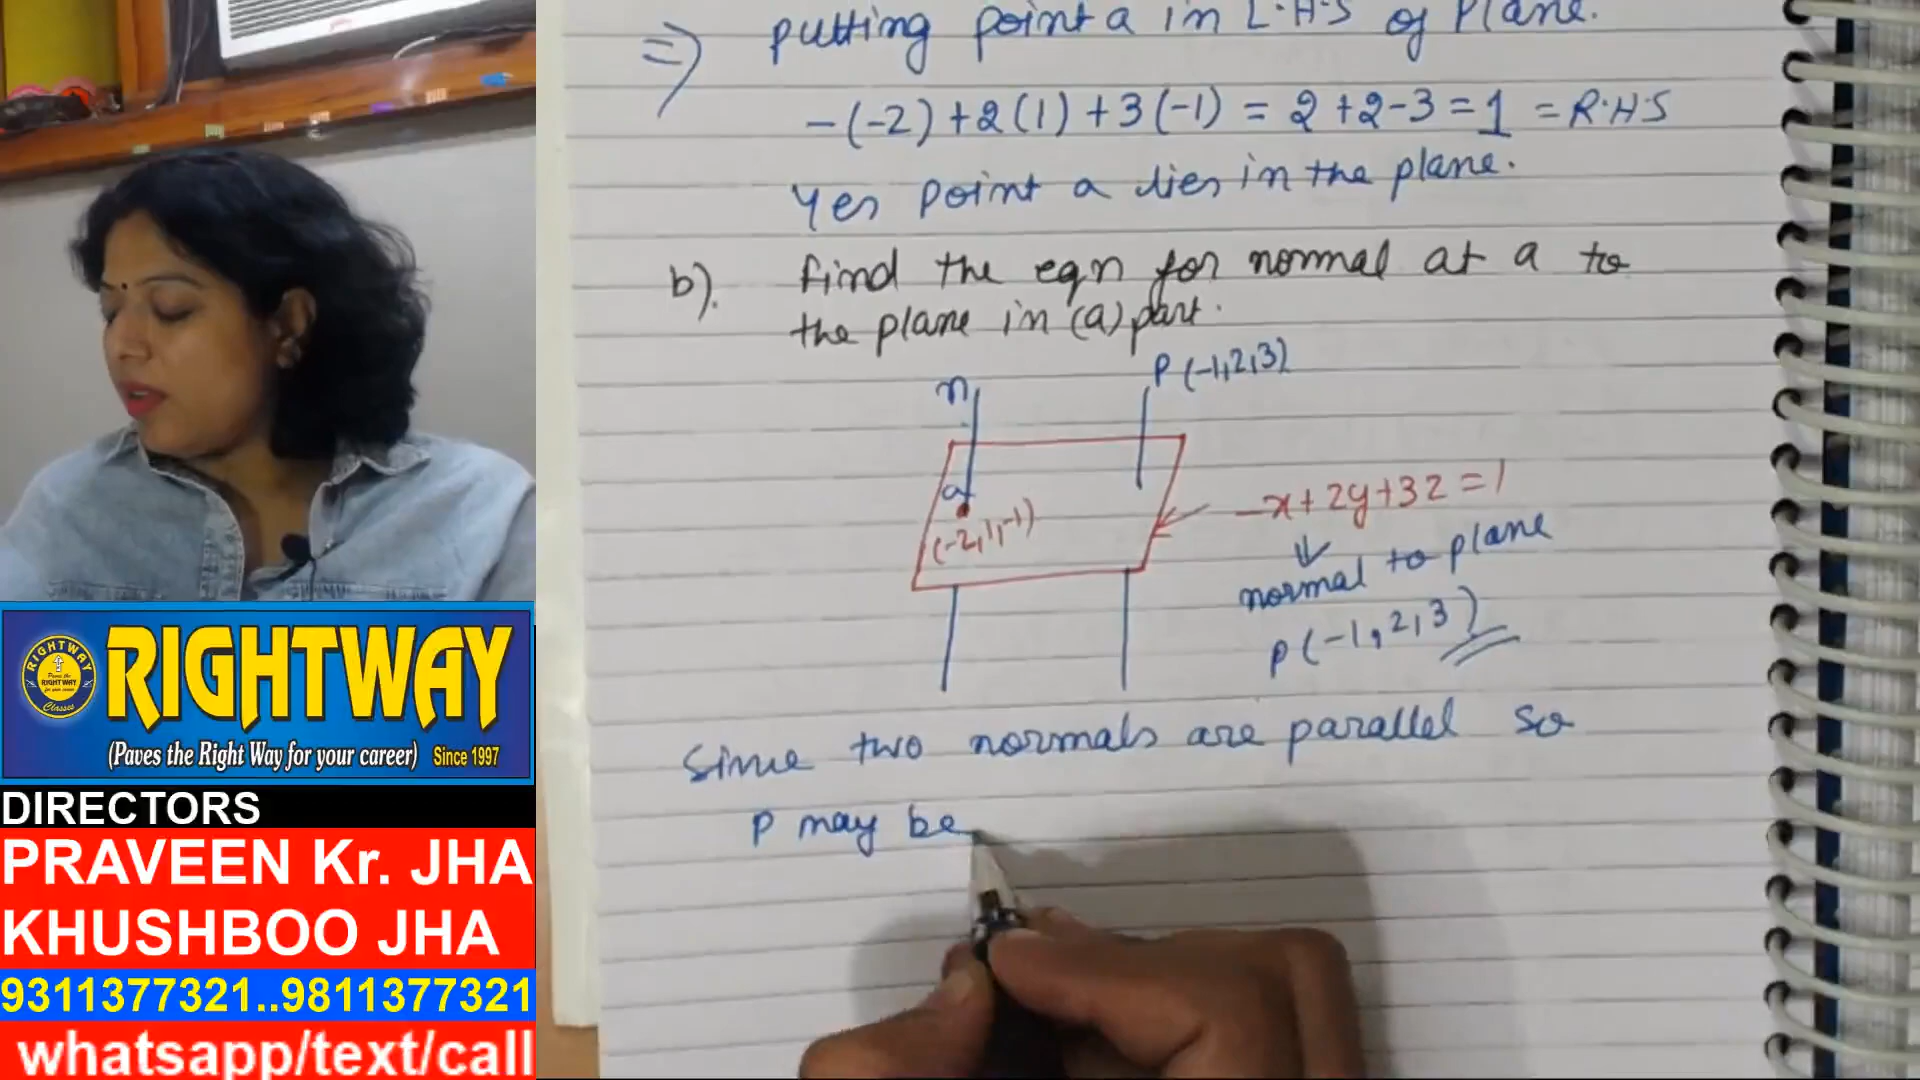 => putting point a in L.H.S of Plane.
-(-2)+2(1)+3(-1) = 2+2-3=1 =R.H.S
Yes Point a lies in the plane.
b). find the eqn for normal at a to
the plane in (a) part.
n
P(-1,2,3)
a
(-2,1,-1)
-x+2y+3z=1
normal to plane
P(-1,2,3)
Since two normals are parallel so
P may be
RIGHTWAY
Classes
RIGHTWAY
(Paves the Right Way for your career) Since 1997
DIRECTORS
PRAVEEN Kr. JHA
KHUSHBOO JHA
9311377321..9811377321
whatsapp/text/call